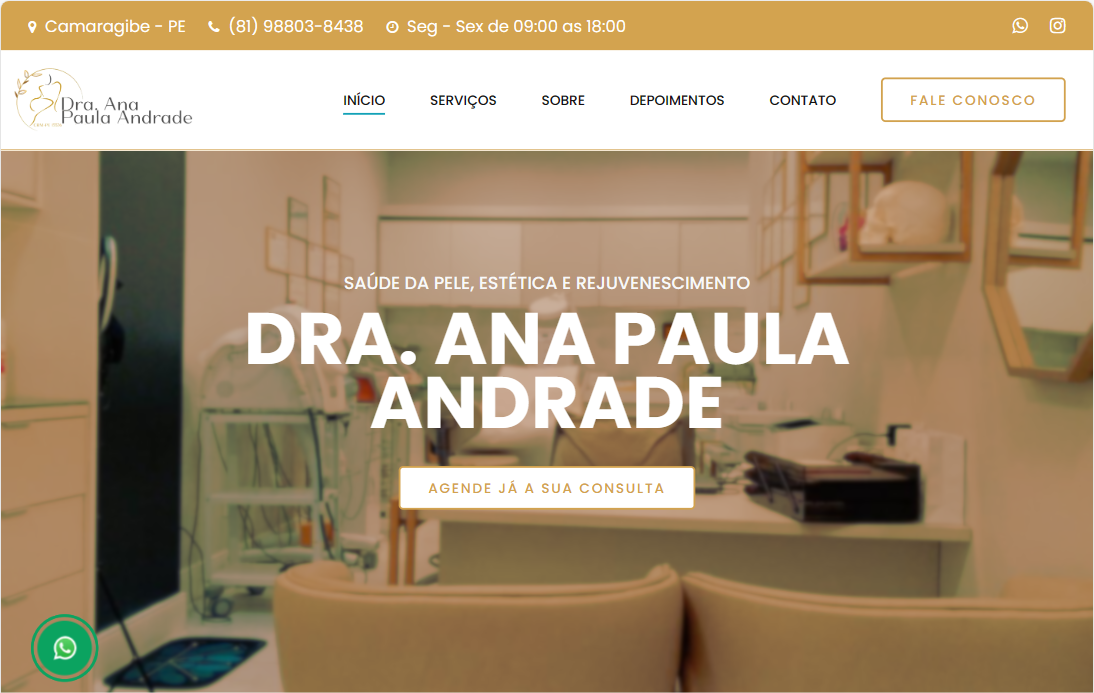 Camaragibe - PE (81) 98803-8438 Seg - Sex de 09:00 as 18:00
Dra. Ana
Paula Andrade
INÍCIO SERVIÇOS SOBRE DEPOIMENTOS CONTATO FALE CONOSCO
SAÚDE DA PELE, ESTÉTICA E REJUVENESCIMENTO
DRA. ANA PAULA
ANDRADE
AGENDE JÁ A SUA CONSULTA